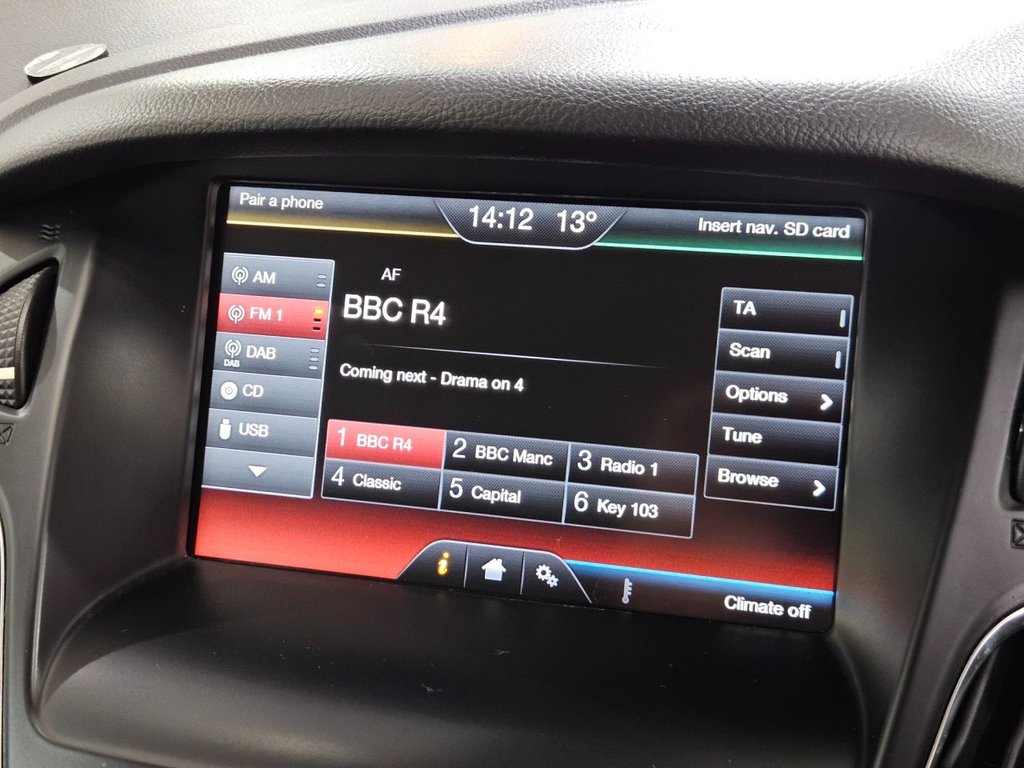 Pair a phone
14:12 13°
Insert nav. SD card
AM
FM 1
DAB
DAB
CD
USB
AF
BBC R4
Coming next - Drama on 4
1 BBC R4
2 BBC Manc
3 Radio 1
4 Classic
5 Capital
6 Key 103
TA
Scan
Options
Tune
Browse
i
Climate off